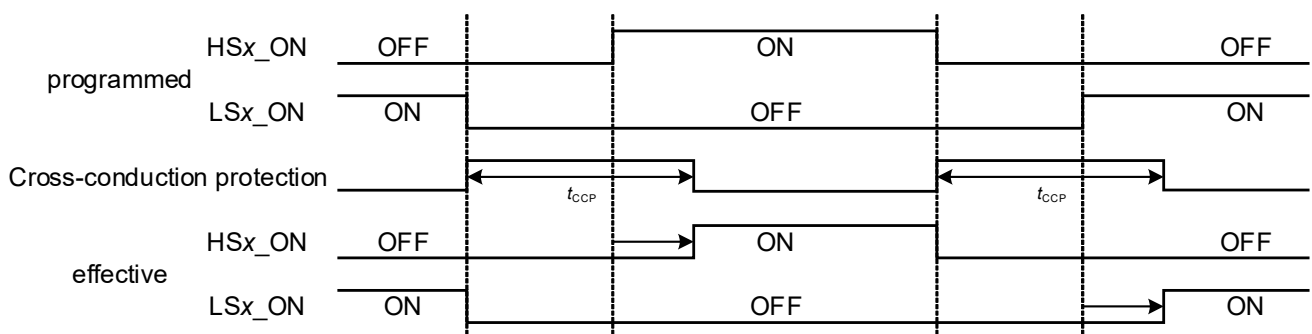 HSx_ON OFF ON OFF
programmed
LSx_ON ON OFF ON
Cross-conduction protection
tCCP tCCP
HSx_ON OFF ON OFF
effective
LSx_ON ON OFF ON